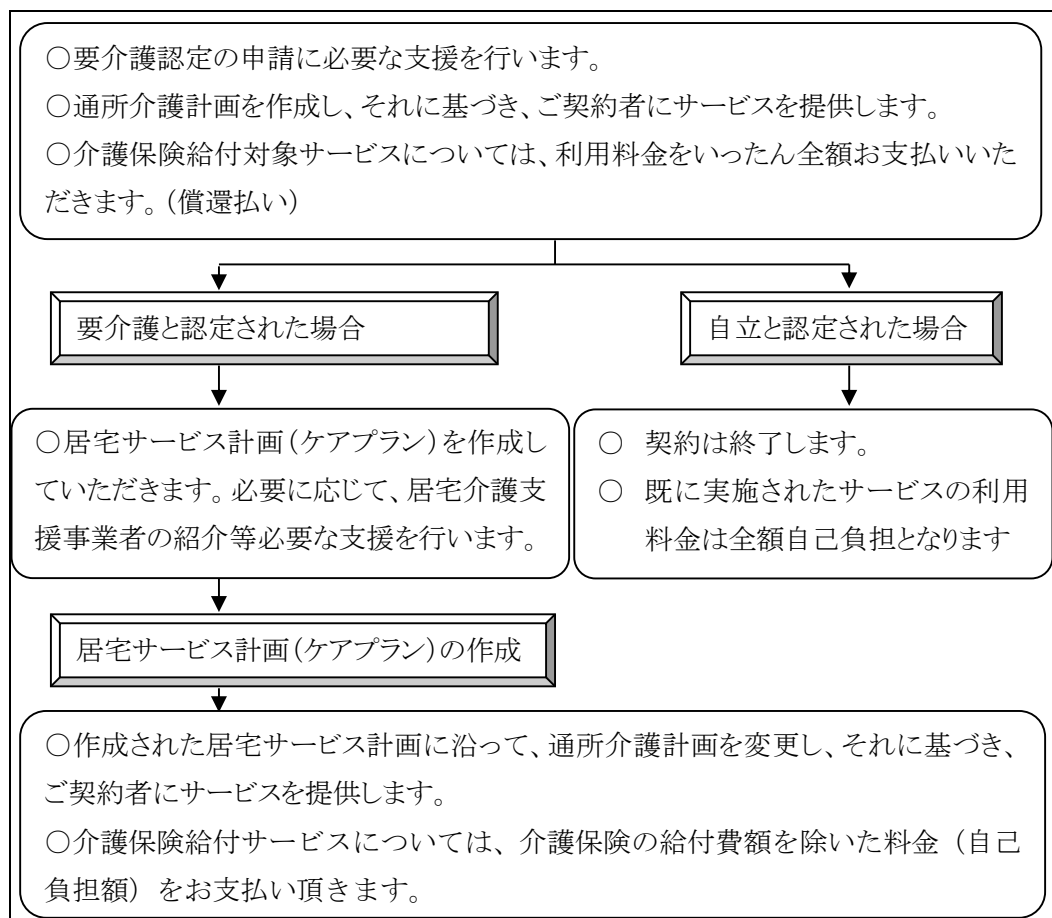 ○要介護認定の申請に必要な支援を行います。
○通所介護計画を作成し、それに基づき、ご契約者にサービスを提供します。
○介護保険給付対象サービスについては、利用料金をいったん全額お支払いいた
だきます。(償還払い)
要介護と認定された場合
自立と認定された場合
○居宅サービス計画(ケアプラン)を作成し
ていただきます。必要に応じて、居宅介護支
援事業者の紹介等必要な支援を行います。
○ 契約は終了します。
○ 既に実施されたサービスの利用
料金は全額自己負担となります
居宅サービス計画(ケアプラン)の作成
○作成された居宅サービス計画に沿って、通所介護計画を変更し、それに基づき、
ご契約者にサービスを提供します。
○介護保険給付サービスについては、介護保険の給付費額を除いた料金（自己
負担額）をお支払い頂きます。